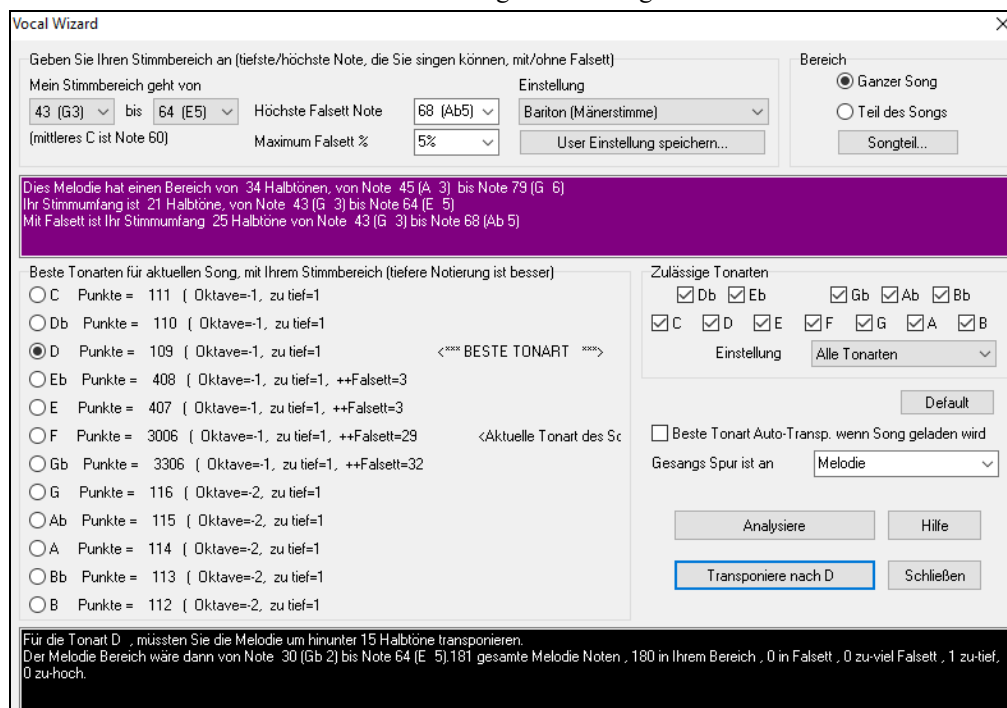 Vocal Wizard
Geben Sie Ihren Stimmbereich an (tiefste/höchste Note, die Sie singen können, mit/ohne Falsett)
Mein Stimmbereich geht von
43 (G3) bis 64 (E5)
(mittleres C ist Note 60)
Höchste Falsett Note 68 (Ab5)
Maximum Falsett % 5%
Einstellung
Bariton (Mänerstimme)
User Einstellung speichern...
Bereich
Ganzer Song
Teil des Songs
Songteil...
Dies Melodie hat einen Bereich von 34 Halbtönen, von Note 45 (A 3) bis Note 79 (G 6)
Ihr Stimmumfang ist 21 Halbtöne, von Note 43 (G 3) bis Note 64 (E 5)
Mit Falsett ist Ihr Stimmumfang 25 Halbtöne von Note 43 (G 3) bis Note 68 (Ab 5)
Beste Tonarten für aktuellen Song, mit Ihrem Stimmbereich (tiefere Notierung ist besser)
C Punkte = 111 ( Oktave=-1, zu tief=1
Db Punkte = 110 ( Oktave=-1, zu tief=1
D Punkte = 109 ( Oktave=-1, zu tief=1 <*** BESTE TONART ***>
Eb Punkte = 408 ( Oktave=-1, zu tief=1, ++Falsett=3
E Punkte = 407 ( Oktave=-1, zu tief=1, ++Falsett=3
F Punkte = 3006 ( Oktave=-1, zu tief=1, ++Falsett=29 <Aktuelle Tonart des Sc
Gb Punkte = 3306 ( Oktave=-1, zu tief=1, ++Falsett=32
G Punkte = 116 ( Oktave=-2, zu tief=1
Ab Punkte = 115 ( Oktave=-2, zu tief=1
A Punkte = 114 ( Oktave=-2, zu tief=1
Bb Punkte = 113 ( Oktave=-2, zu tief=1
B Punkte = 112 ( Oktave=-2, zu tief=1
Zulässige Tonarten
Db Eb Gb Ab Bb
C D E F G A B
Einstellung Alle Tonarten
Default
Beste Tonart Auto-Transp. wenn Song geladen wird
Gesangs Spur ist an Melodie
Analysiere Hilfe
Transponiere nach D Schließen
Für die Tonart D , müssten Sie die Melodie um hinunter 15 Halbtöne transponieren.
Der Melodie Bereich wäre dann von Note 30 (Gb 2) bis Note 64 (E 5).181 gesamte Melodie Noten , 180 in Ihrem Bereich , 0 in Falsett , 0 zu-viel Falsett , 1 zu-tief,
0 zu-hoch.